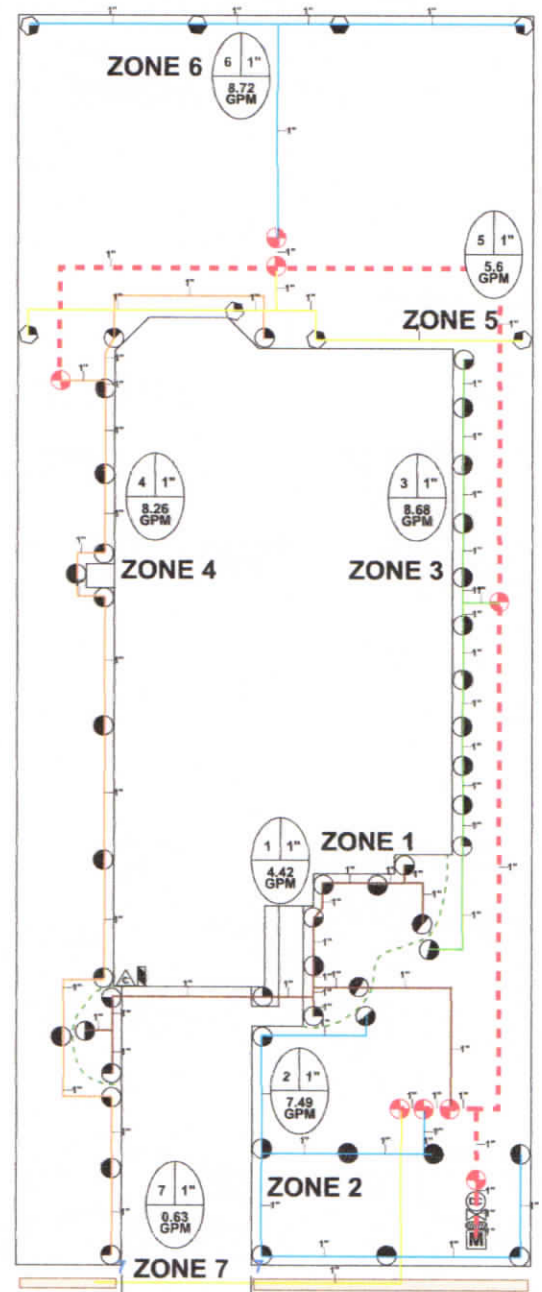 ZONE 6
6 1"
8.72
GPM
5 1"
5.6
GPM
ZONE 5
4 1"
8.26
GPM
3 1"
8.68
GPM
ZONE 4
ZONE 3
ZONE 1
1 1"
4.42
GPM
C
2 1"
7.49
GPM
ZONE 2
7 1"
0.63
GPM
M
ZONE 7